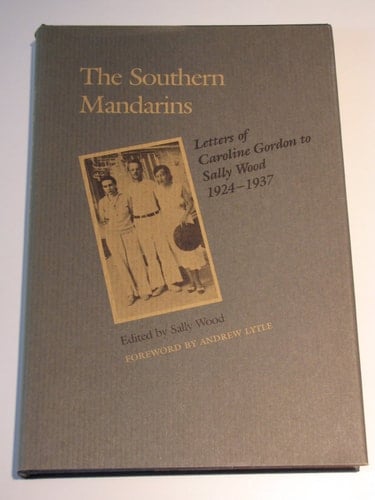 The Southern
Mandarins
Letters of
Caroline Gordon to
Sally Wood
1924–1937
Edited by Sally Wood
FOREWORD BY ANDREW LYTLE